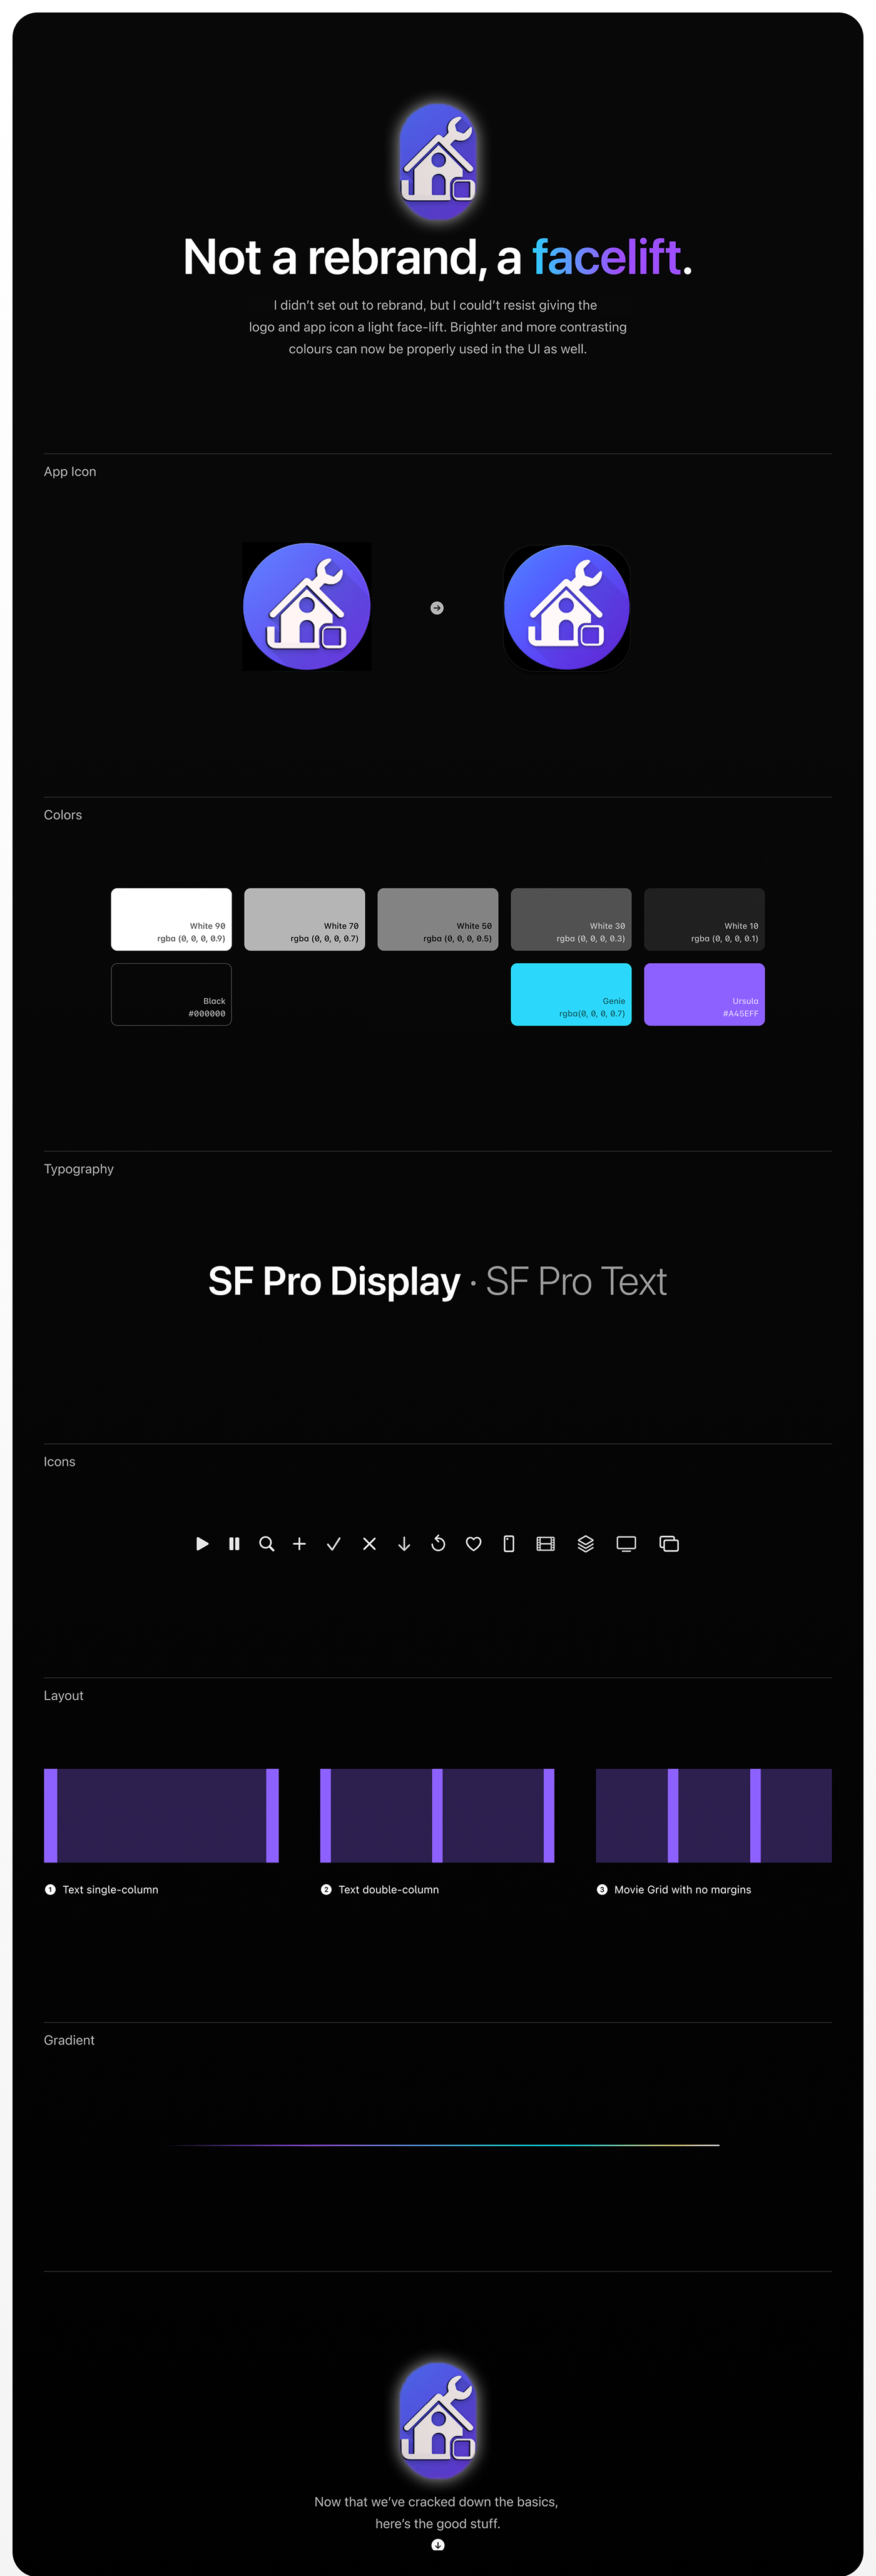 Not a rebrand, a facelift.
I didn’t set out to rebrand, but I could’t resist giving the
logo and app icon a light face-lift. Brighter and more contrasting
colours can now be properly used in the UI as well.
App Icon
Colors
White 90
rgba (0, 0, 0, 0.9)
White 70
rgba (0, 0, 0, 0.7)
White 50
rgba (0, 0, 0, 0.5)
White 30
rgba (0, 0, 0, 0.3)
White 10
rgba (0, 0, 0, 0.1)
Black
#000000
Genie
rgba(0, 0, 0, 0.7)
Ursula
#A45EFF
Typography
SF Pro Display · SF Pro Text
Icons
Layout
1 Text single-column
2 Text double-column
3 Movie Grid with no margins
Gradient
Now that we’ve cracked down the basics,
here’s the good stuff.